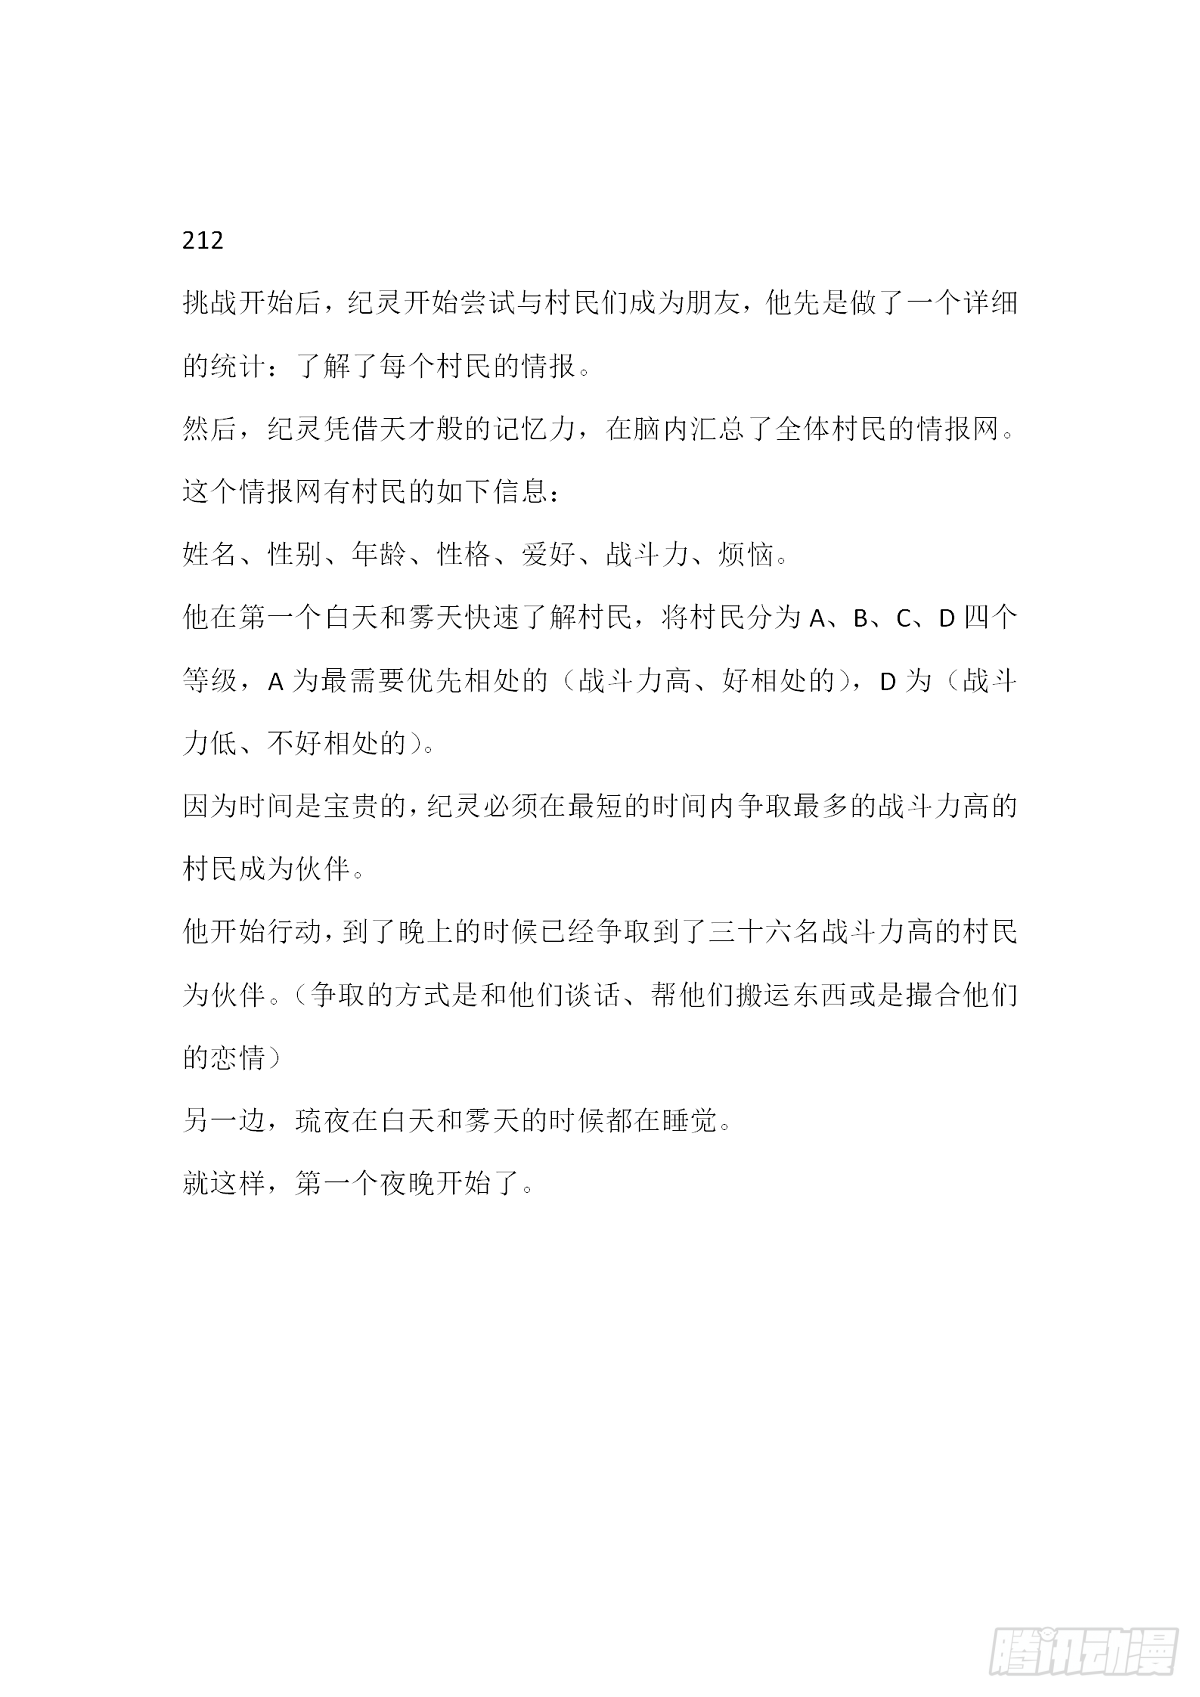 212
挑战开始后，纪灵开始尝试与村民们成为朋友，他先是做了一个详细
的统计：了解了每个村民的情报。
然后，纪灵凭借天才般的记忆力，在脑内汇总了全体村民的情报网。
这个情报网有村民的如下信息：
姓名、性别、年龄、性格、爱好、战斗力、烦恼。
他在第一个白天和雾天快速了解村民，将村民分为 A、B、C、D 四个
等级，A 为最需要优先相处的（战斗力高、好相处的），D 为（战斗
力低、不好相处的）。
因为时间是宝贵的，纪灵必须在最短的时间内争取最多的战斗力高的
村民成为伙伴。
他开始行动，到了晚上的时候已经争取到了三十六名战斗力高的村民
为伙伴。（争取的方式是和他们谈话、帮他们搬运东西或是撮合他们
的恋情）
另一边，琉夜在白天和雾天的时候都在睡觉。
就这样，第一个夜晚开始了。
腾讯动漫